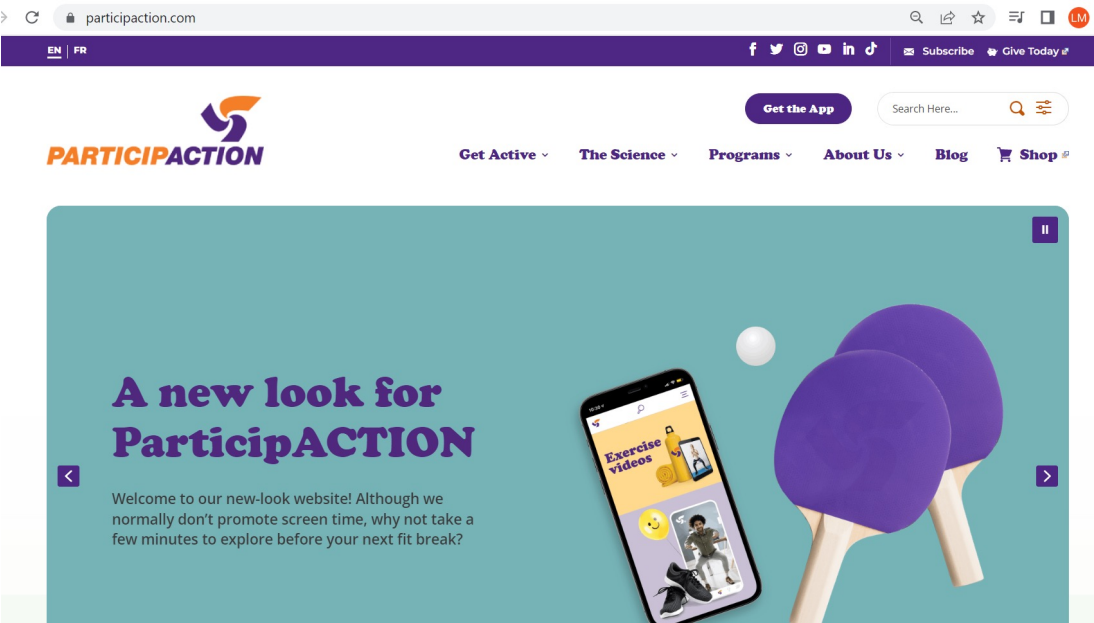 participaction.com
LM
EN | FR
Subscribe
Give Today
Get the App
Search Here...
PARTICIPACTION
Get Active
The Science
Programs
About Us
Blog
Shop
A new look for
ParticipACTION
Welcome to our new-look website! Although we
normally don't promote screen time, why not take a
few minutes to explore before your next fit break?
Exercise
videos